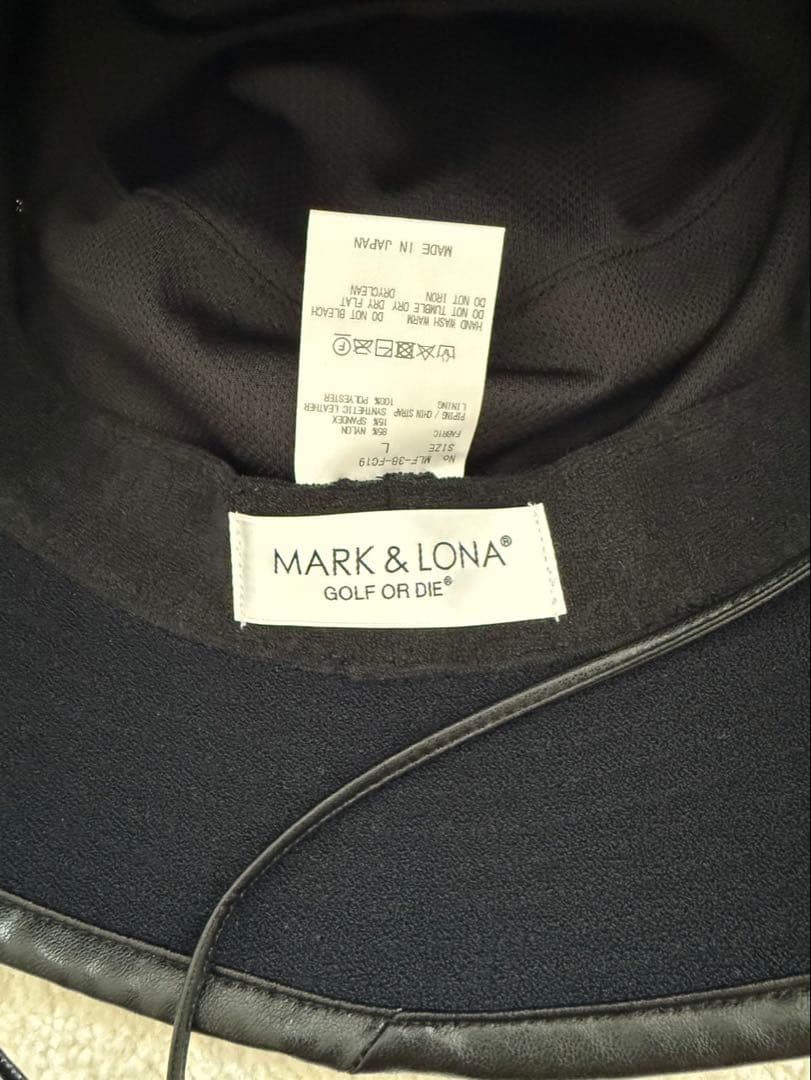 MADE IN JAPAN
DO NOT IRON DRYCLEAN
DO NOT TUMBLE DRY DRY FLAT
HAND WASH WARM DO NOT BLEACH
F
No. MLF-38-FC19
SIZE L
FABRIC 85% NYLON
15% SPANDEX
PIPING / CHIN STRAP SYNTHETIC LEATHER
LINING 100% POLYESTER
MARK & LONA®
GOLF OR DIE®